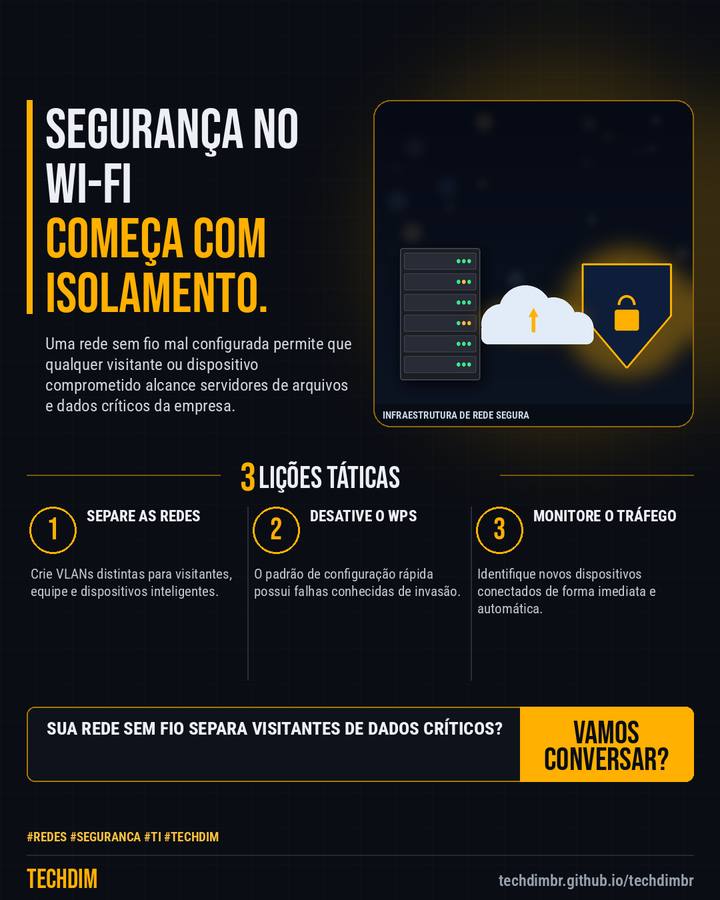 SEGURANÇA NO
WI-FI
COMEÇA COM
ISOLAMENTO.
Uma rede sem fio mal configurada permite que
qualquer visitante ou dispositivo
comprometido alcance servidores de arquivos
e dados críticos da empresa.
INFRAESTRUTURA DE REDE SEGURA
3 LIÇÕES TÁTICAS
1 SEPARE AS REDES
Crie VLANs distintas para visitantes,
equipe e dispositivos inteligentes.
2 DESATIVE O WPS
O padrão de configuração rápida
possui falhas conhecidas de invasão.
3 MONITORE O TRÁFEGO
Identifique novos dispositivos
conectados de forma imediata e
automática.
SUA REDE SEM FIO SEPARA VISITANTES DE DADOS CRÍTICOS?
VAMOS
CONVERSAR?
#REDES #SEGURANCA #TI #TECHDIM
TECHDIM
techdimbr.github.io/techdimbr